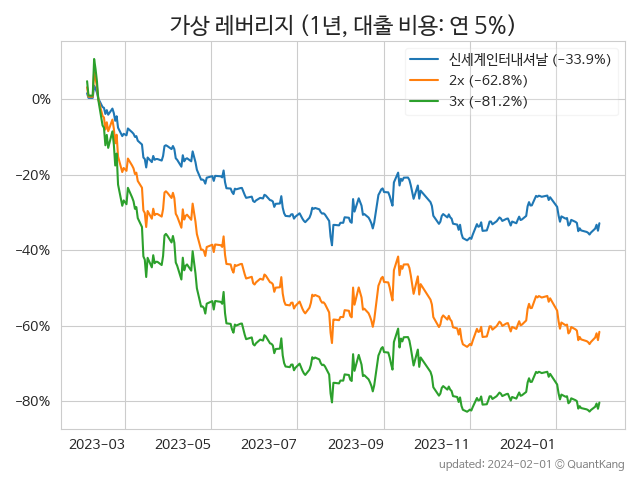 가상 레버리지 (1년, 대출 비용: 연 5%)
신세계인터내셔날 (−33.9%)
2x (−62.8%)
3x (−81.2%)
0%
−20%
−40%
−60%
−80%
2023−03 2023−05 2023−07 2023−09 2023−11 2024−01
updated: 2024-02-01 © QuantKang